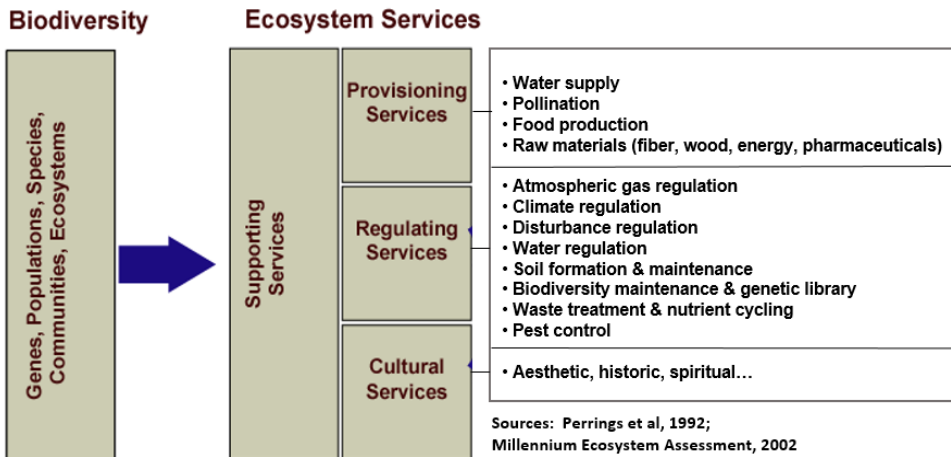 Biodiversity
Ecosystem Services
Genes, Populations, Species,
Communities, Ecosystems
Supporting
Services
Provisioning
Services
• Water supply
• Pollination
• Food production
• Raw materials (fiber, wood, energy, pharmaceuticals)
Regulating
Services
• Atmospheric gas regulation
• Climate regulation
• Disturbance regulation
• Water regulation
• Soil formation & maintenance
• Biodiversity maintenance & genetic library
• Waste treatment & nutrient cycling
• Pest control
Cultural
Services
• Aesthetic, historic, spiritual…
Sources: Perrings et al, 1992;
Millennium Ecosystem Assessment, 2002